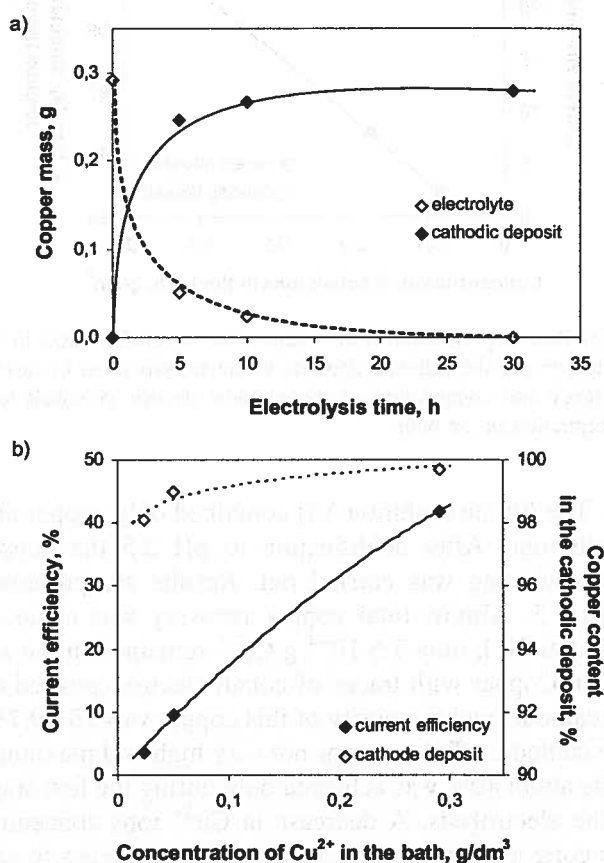 a)
Copper mass, g
0,3
0,2
0,1
0,0
electrolyte
cathodic deposit
0 5 10 15 20 25 30 35
Electrolysis time, h
b)
Current efficiency, %
50
40
30
20
10
0
Copper content
in the cathodic deposit, %
100
98
96
94
92
90
current efficiency
cathode deposit
0 0,1 0,2 0,3
Concentration of Cu²⁺ in the bath, g/dm³